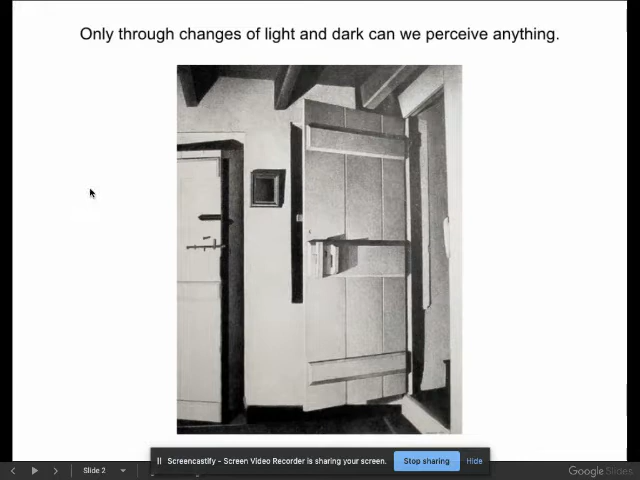 Only through changes of light and dark can we perceive anything.
Slide 2
Screencastify - Screen Video Recorder is sharing your screen.
Stop sharing
Hide
Google Slides